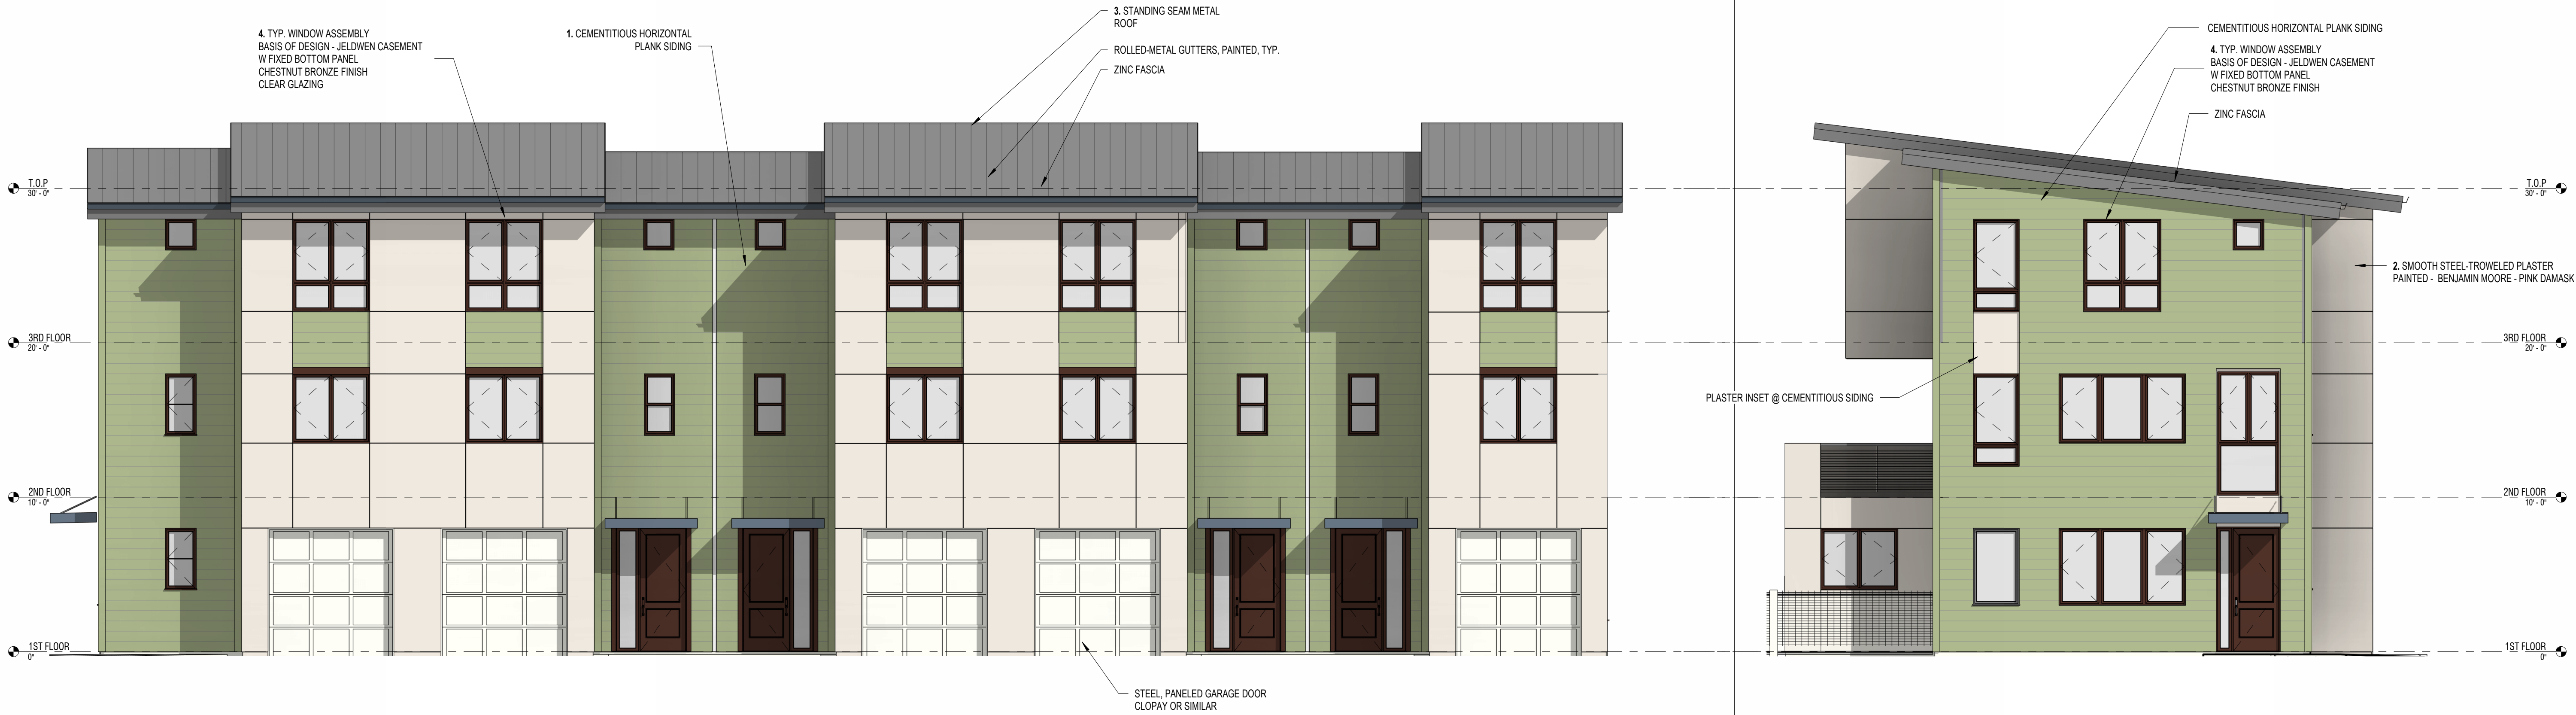 4. TYP. WINDOW ASSEMBLY
BASIS OF DESIGN - JELDWEN CASEMENT
W FIXED BOTTOM PANEL
CHESTNUT BRONZE FINISH
CLEAR GLAZING
1. CEMENTITIOUS HORIZONTAL
PLANK SIDING
3. STANDING SEAM METAL
ROOF
ROLLED-METAL GUTTERS, PAINTED, TYP.
ZINC FASCIA
T.O.P
30' - 0"
3RD FLOOR
20' - 0"
2ND FLOOR
10' - 0"
1ST FLOOR
0"
STEEL, PANELED GARAGE DOOR
CLOPAY OR SIMILAR
CEMENTITIOUS HORIZONTAL PLANK SIDING
4. TYP. WINDOW ASSEMBLY
BASIS OF DESIGN - JELDWEN CASEMENT
W FIXED BOTTOM PANEL
CHESTNUT BRONZE FINISH
ZINC FASCIA
2. SMOOTH STEEL-TROWELED PLASTER
PAINTED - BENJAMIN MOORE - PINK DAMASK
PLASTER INSET @ CEMENTITIOUS SIDING
T.O.P
30' - 0"
3RD FLOOR
20' - 0"
2ND FLOOR
10' - 0"
1ST FLOOR
0"